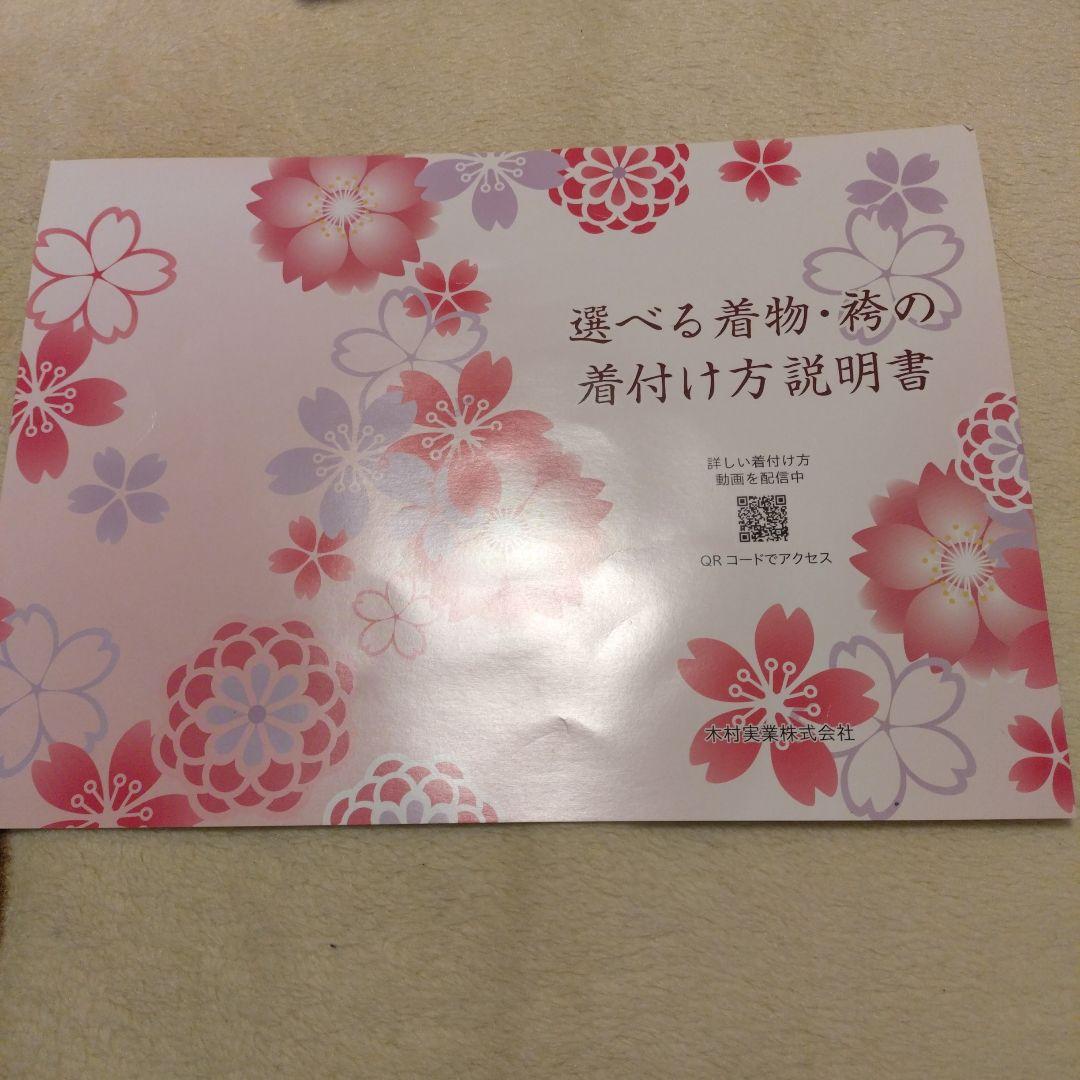 選べる着物・袴の
着付け方説明書
詳しい着付け方
動画を配信中
QRコードでアクセス
木村実業株式会社